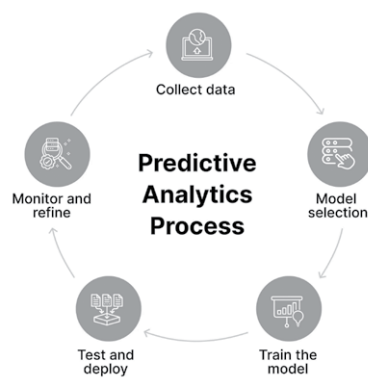 Collect data
Model
selection
Train the
model
Test and
deploy
Monitor and
refine
Predictive
Analytics
Process